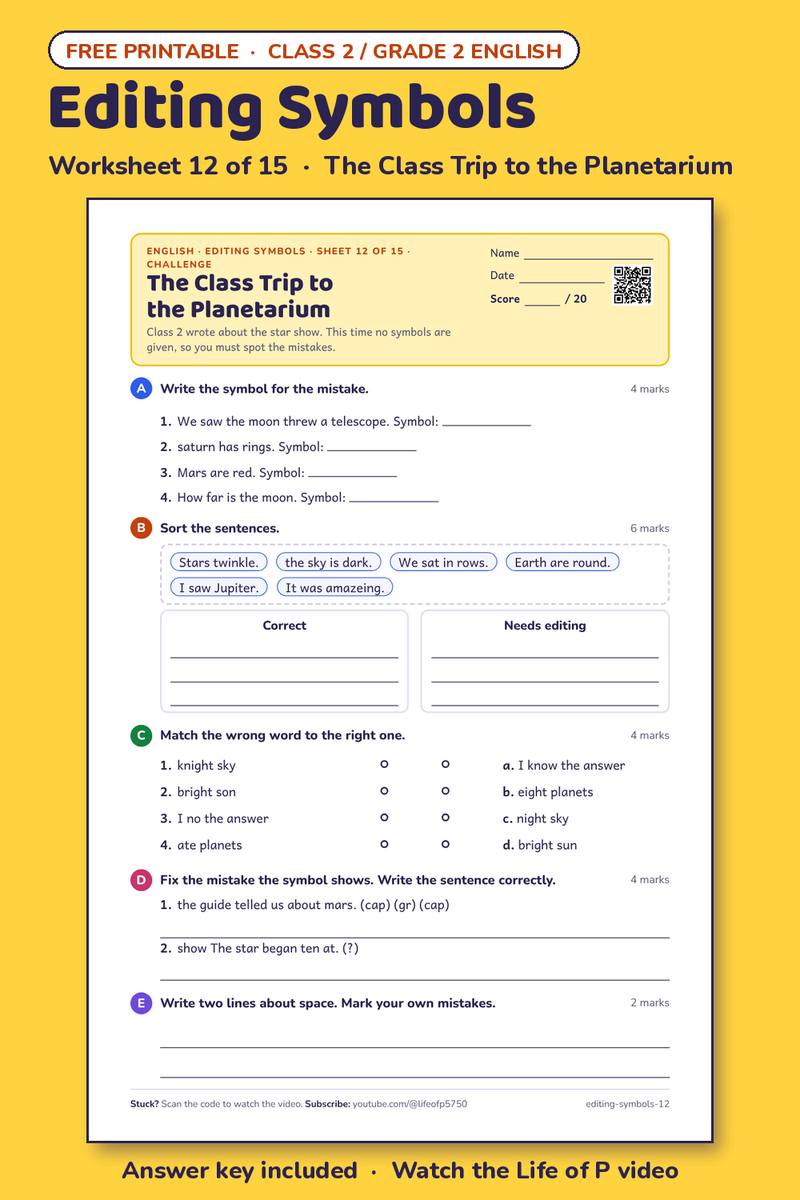 FREE PRINTABLE · CLASS 2 / GRADE 2 ENGLISH
Editing Symbols
Worksheet 12 of 15 · The Class Trip to the Planetarium
ENGLISH · EDITING SYMBOLS · SHEET 12 OF 15 ·
CHALLENGE
The Class Trip to
the Planetarium
Class 2 wrote about the star show. This time no symbols are
given, so you must spot the mistakes.
Name
Date
Score / 20
A Write the symbol for the mistake. 4 marks
1. We saw the moon threw a telescope. Symbol:
2. saturn has rings. Symbol:
3. Mars are red. Symbol:
4. How far is the moon. Symbol:
B Sort the sentences. 6 marks
Stars twinkle. the sky is dark. We sat in rows. Earth are round.
I saw Jupiter. It was amazeing.
Correct Needs editing
C Match the wrong word to the right one. 4 marks
1. knight sky a. I know the answer
2. bright son b. eight planets
3. I no the answer c. night sky
4. ate planets d. bright sun
D Fix the mistake the symbol shows. Write the sentence correctly. 4 marks
1. the guide telled us about mars. (cap) (gr) (cap)
2. show The star began ten at. (?)
E Write two lines about space. Mark your own mistakes. 2 marks
Stuck? Scan the code to watch the video. Subscribe: youtube.com/@lifeofp5750 editing-symbols-12
Answer key included · Watch the Life of P video